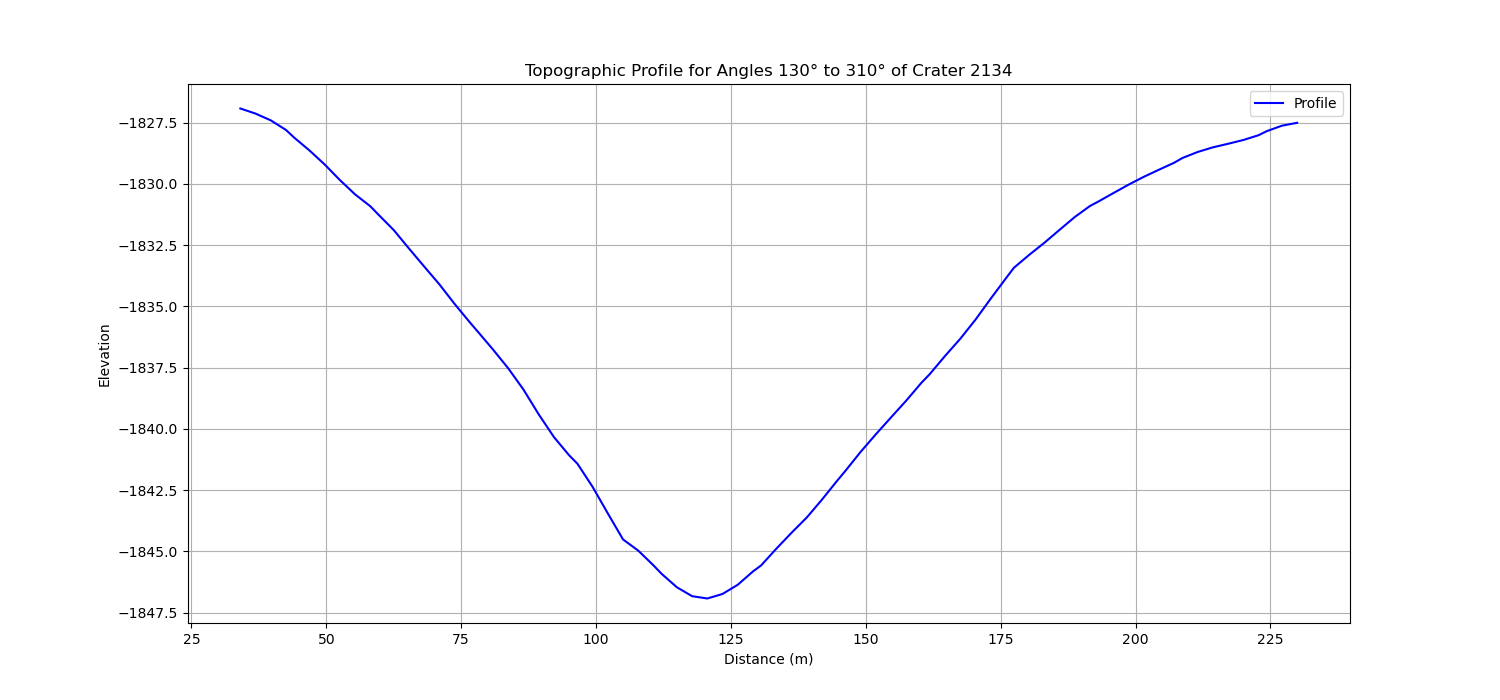 Topographic Profile for Angles 130° to 310° of Crater 2134
Profile
Elevation
−1827.5
−1830.0
−1832.5
−1835.0
−1837.5
−1840.0
−1842.5
−1845.0
−1847.5
25 50 75 100 125 150 175 200 225
Distance (m)